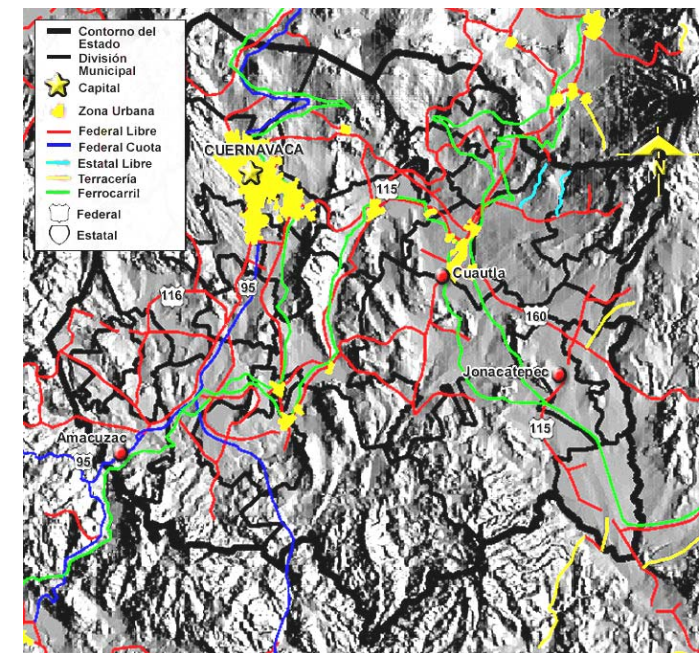 Contorno del
Estado
División
Municipal
Capital
Zona Urbana
Federal Libre
Federal Cuota
Estatal Libre
Terracería
Ferrocarril
Federal
Estatal
CUERNAVACA
N
115
Cuautla
116
95
160
Jonacatepec
115
Amacuzac
95